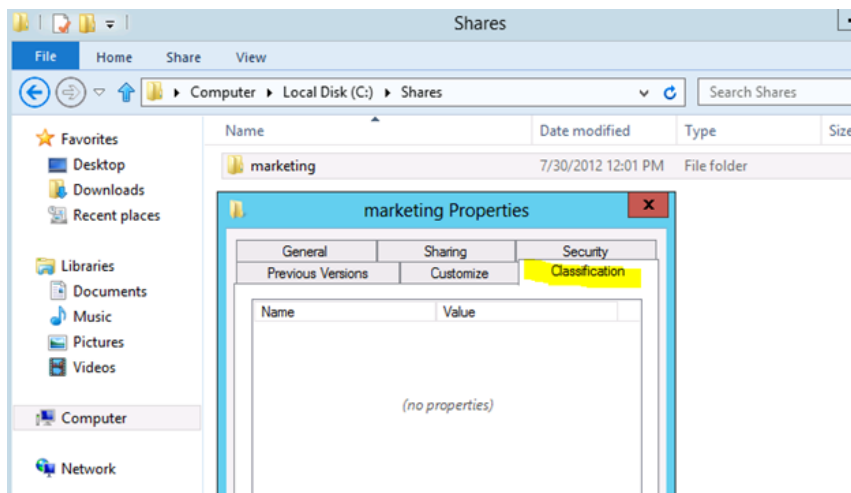 Shares
File Home Share View
Computer Local Disk (C:) Shares
Search Shares
Name Date modified Type Size
marketing 7/30/2012 12:01 PM File folder
Favorites
Desktop
Downloads
Recent places
Libraries
Documents
Music
Pictures
Videos
Computer
Network
marketing Properties
x
General Sharing Security
Previous Versions Customize Classification
Name Value
(no properties)